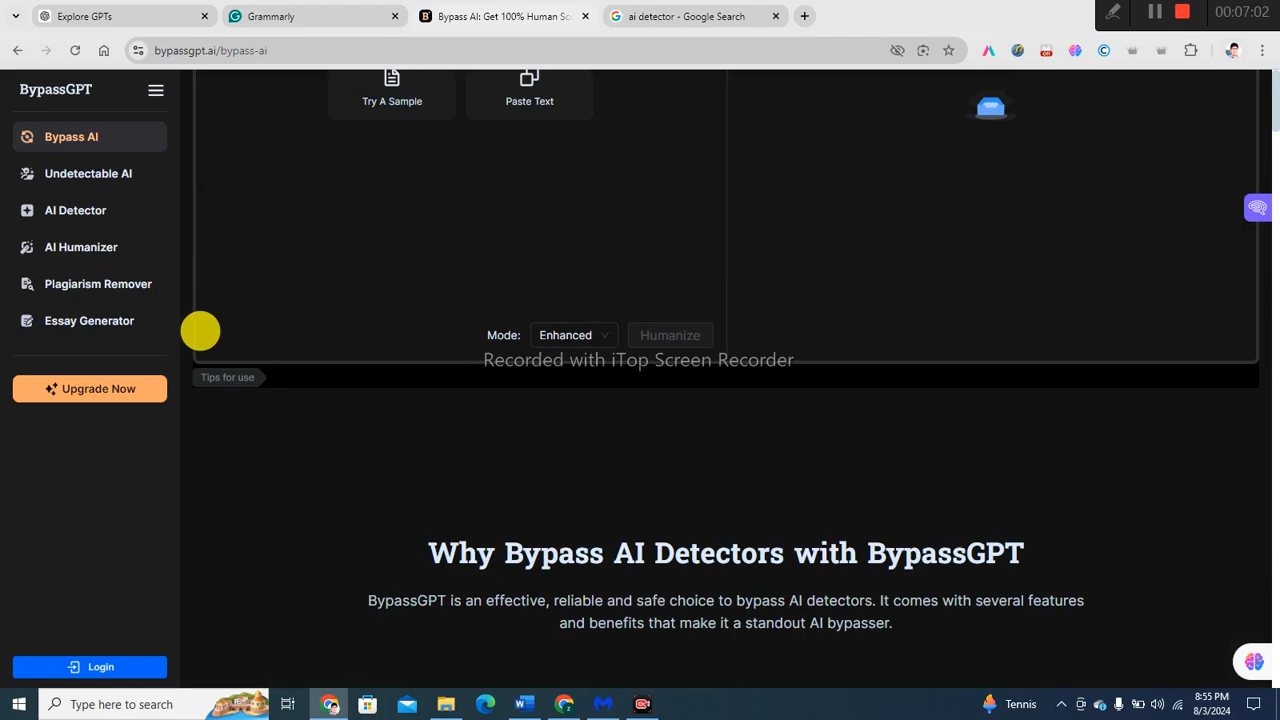 Explore GPTs
Grammarly
Bypass AI: Get 100% Human Sc
ai detector - Google Search
00:07:02
bypassgpt.ai/bypass-ai
BypassGPT
Bypass AI
Undetectable AI
AI Detector
AI Humanizer
Plagiarism Remover
Essay Generator
Upgrade Now
Login
Try A Sample
Paste Text
Mode:
Enhanced
Humanize
Recorded with iTop Screen Recorder
Tips for use
Why Bypass AI Detectors with BypassGPT
BypassGPT is an effective, reliable and safe choice to bypass AI detectors. It comes with several features
and benefits that make it a standout AI bypasser.
Type here to search
Tennis
8:55 PM
8/3/2024